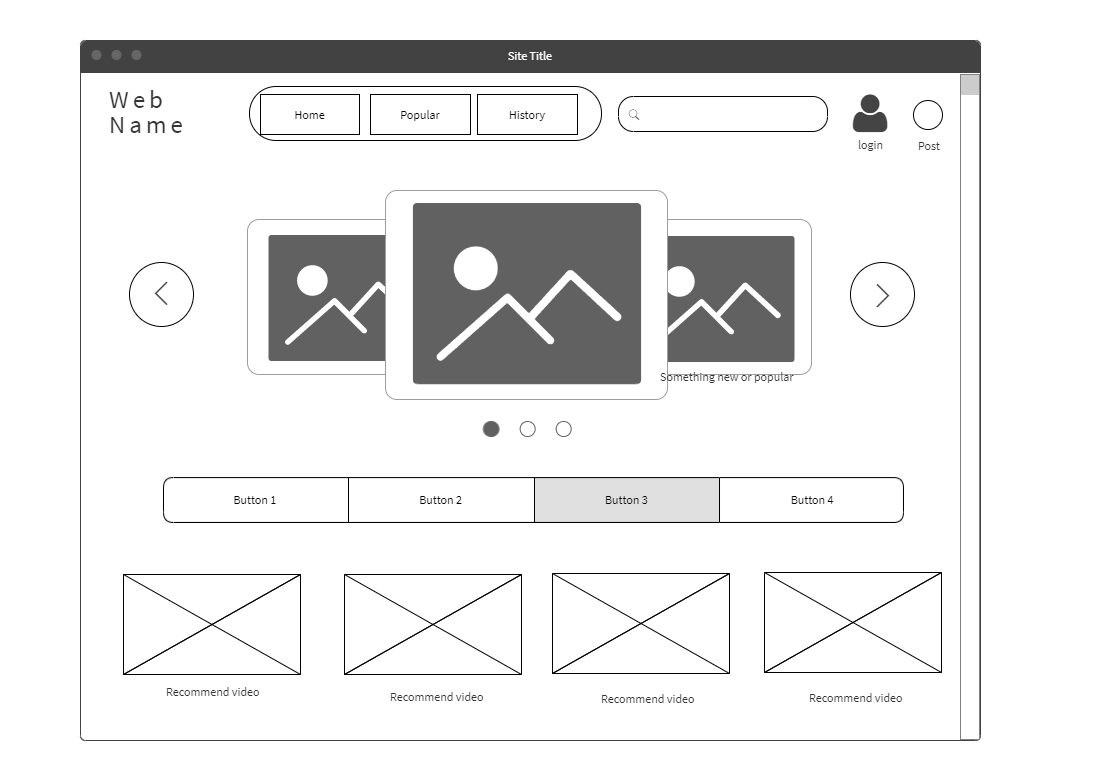 Site Title
Web
Name
Home
Popular
History
login
Post
Something new or popular
Button 1
Button 2
Button 3
Button 4
Recommend video
Recommend video
Recommend video
Recommend video